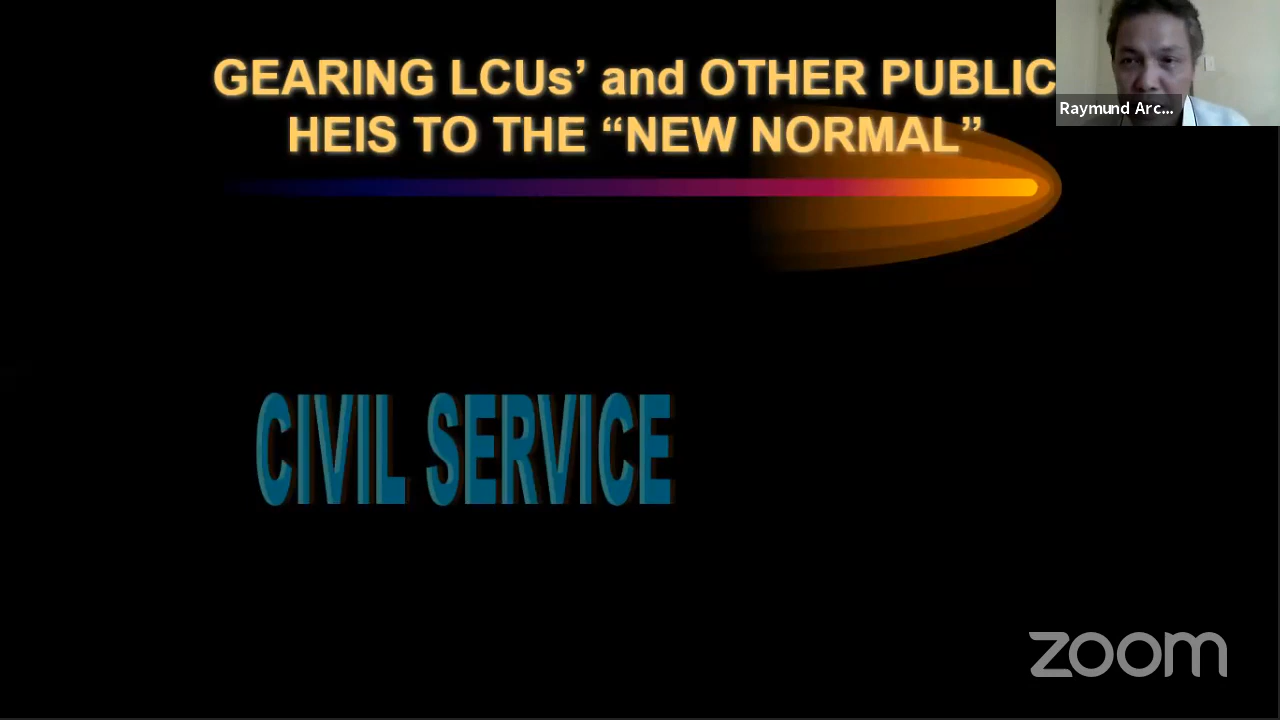 GEARING LCUs’ and OTHER PUBLIC
HEIS TO THE “NEW NORMAL”
Raymund Arc...
CIVIL SERVICE
zoom